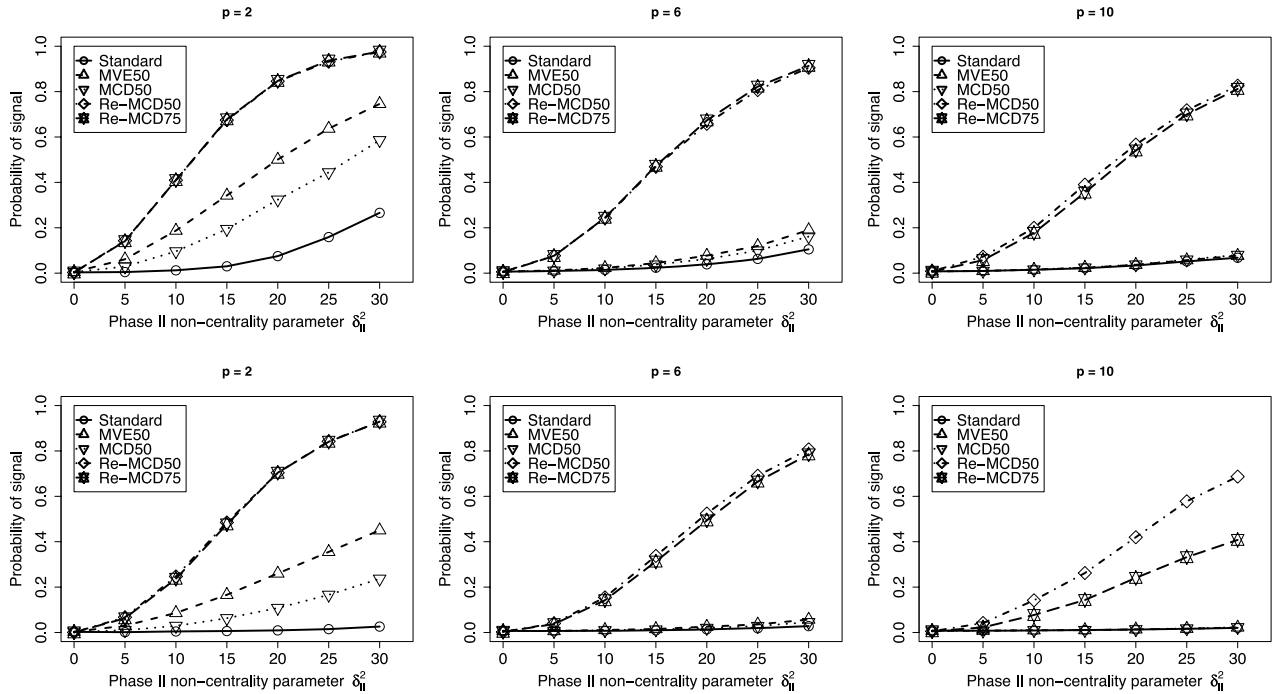 p = 2
Probability of signal
0.0 0.2 0.4 0.6 0.8 1.0
Standard
MVE50
MCD50
Re−MCD50
Re−MCD75
0 5 10 15 20 25 30
Phase II non−centrality parameter δ²II
p = 6
Probability of signal
0.0 0.2 0.4 0.6 0.8 1.0
Standard
MVE50
MCD50
Re−MCD50
Re−MCD75
0 5 10 15 20 25 30
Phase II non−centrality parameter δ²II
p = 10
Probability of signal
0.0 0.2 0.4 0.6 0.8 1.0
Standard
MVE50
MCD50
Re−MCD50
Re−MCD75
0 5 10 15 20 25 30
Phase II non−centrality parameter δ²II
p = 2
Probability of signal
0.0 0.2 0.4 0.6 0.8 1.0
Standard
MVE50
MCD50
Re−MCD50
Re−MCD75
0 5 10 15 20 25 30
Phase II non−centrality parameter δ²II
p = 6
Probability of signal
0.0 0.2 0.4 0.6 0.8 1.0
Standard
MVE50
MCD50
Re−MCD50
Re−MCD75
0 5 10 15 20 25 30
Phase II non−centrality parameter δ²II
p = 10
Probability of signal
0.0 0.2 0.4 0.6 0.8 1.0
Standard
MVE50
MCD50
Re−MCD50
Re−MCD75
0 5 10 15 20 25 30
Phase II non−centrality parameter δ²II